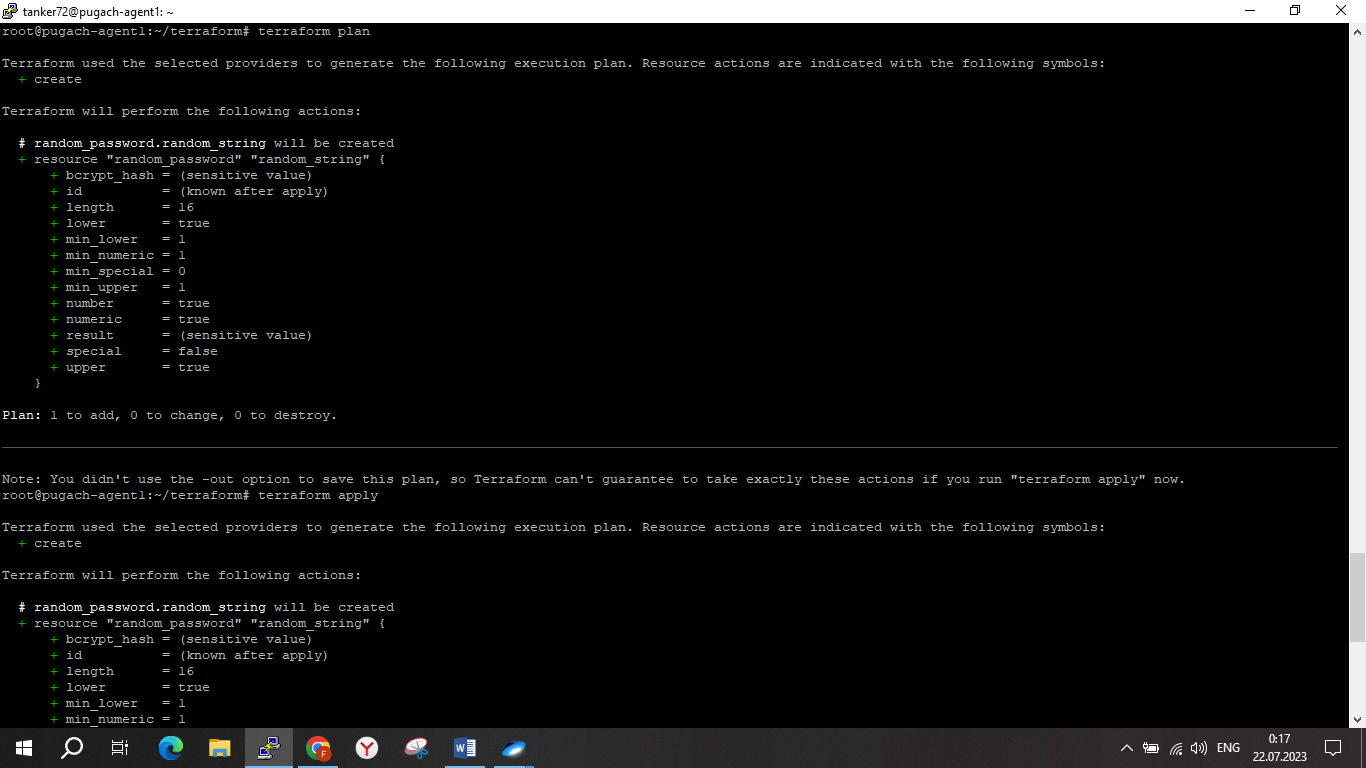 tanker72@pugach-agent1: ~
root@pugach-agent1:~/terraform# terraform plan
Terraform used the selected providers to generate the following execution plan. Resource actions are indicated with the following symbols:
+ create
Terraform will perform the following actions:
# random_password.random_string will be created
+ resource "random_password" "random_string" {
+ bcrypt_hash = (sensitive value)
+ id = (known after apply)
+ length = 16
+ lower = true
+ min_lower = 1
+ min_numeric = 1
+ min_special = 0
+ min_upper = 1
+ number = true
+ numeric = true
+ result = (sensitive value)
+ special = false
+ upper = true
}
Plan: 1 to add, 0 to change, 0 to destroy.
Note: You didn't use the -out option to save this plan, so Terraform can't guarantee to take exactly these actions if you run "terraform apply" now.
root@pugach-agent1:~/terraform# terraform apply
Terraform used the selected providers to generate the following execution plan. Resource actions are indicated with the following symbols:
+ create
Terraform will perform the following actions:
# random_password.random_string will be created
+ resource "random_password" "random_string" {
+ bcrypt_hash = (sensitive value)
+ id = (known after apply)
+ length = 16
+ lower = true
+ min_lower = 1
+ min_numeric = 1
ENG
0:17
22.07.2023